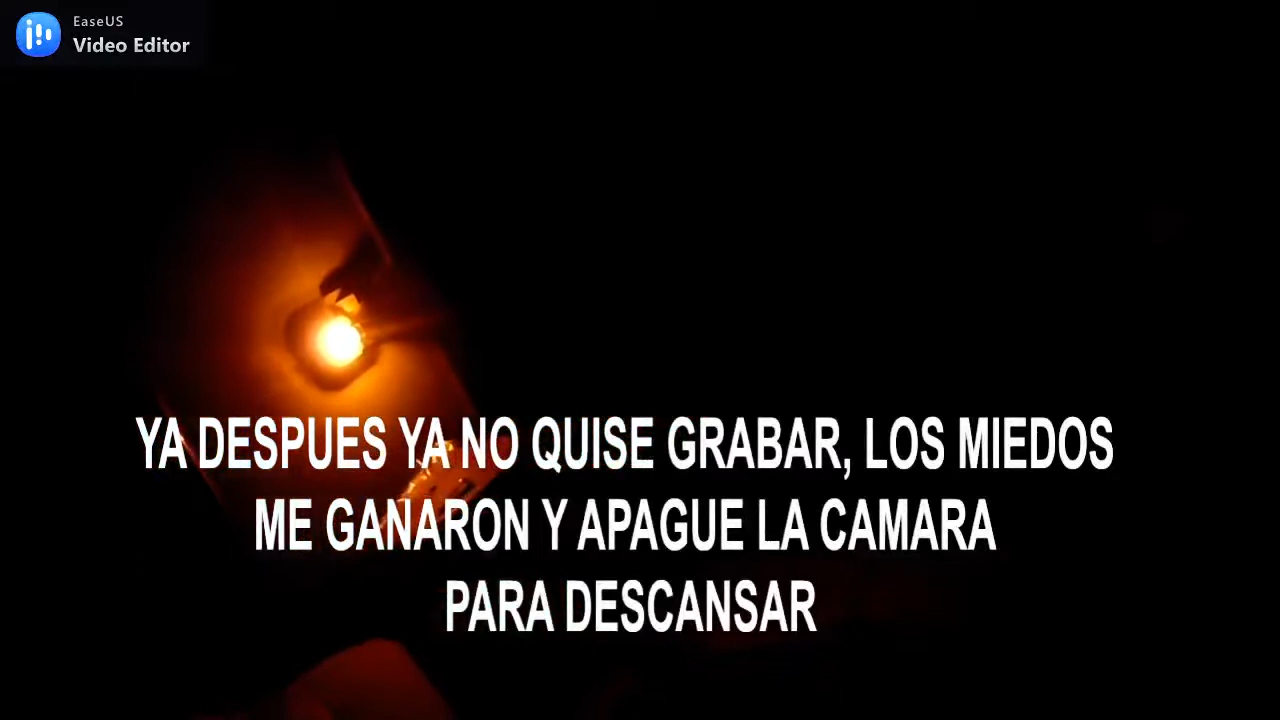 EaseUS
Video Editor
YA DESPUES YA NO QUISE GRABAR, LOS MIEDOS
ME GANARON Y APAGUE LA CAMARA
PARA DESCANSAR